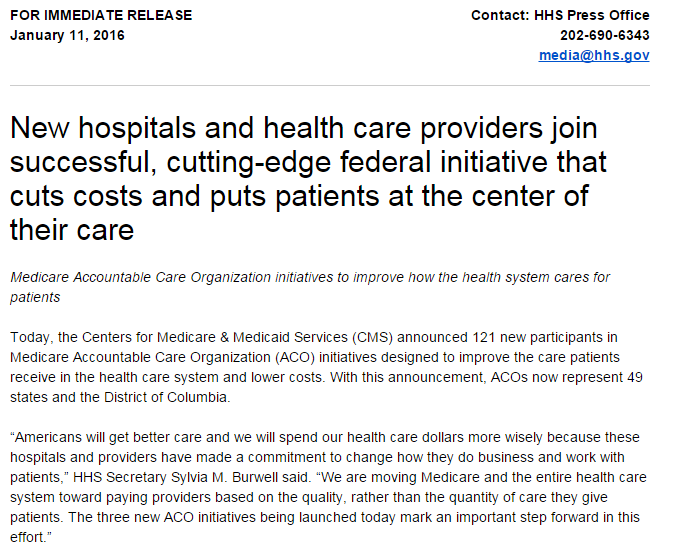 FOR IMMEDIATE RELEASE
January 11, 2016
Contact: HHS Press Office
202-690-6343
media@hhs.gov
New hospitals and health care providers join
successful, cutting-edge federal initiative that
cuts costs and puts patients at the center of
their care
Medicare Accountable Care Organization initiatives to improve how the health system cares for
patients
Today, the Centers for Medicare & Medicaid Services (CMS) announced 121 new participants in
Medicare Accountable Care Organization (ACO) initiatives designed to improve the care patients
receive in the health care system and lower costs. With this announcement, ACOs now represent 49
states and the District of Columbia.
“Americans will get better care and we will spend our health care dollars more wisely because these
hospitals and providers have made a commitment to change how they do business and work with
patients,” HHS Secretary Sylvia M. Burwell said. “We are moving Medicare and the entire health care
system toward paying providers based on the quality, rather than the quantity of care they give
patients. The three new ACO initiatives being launched today mark an important step forward in this
effort.”